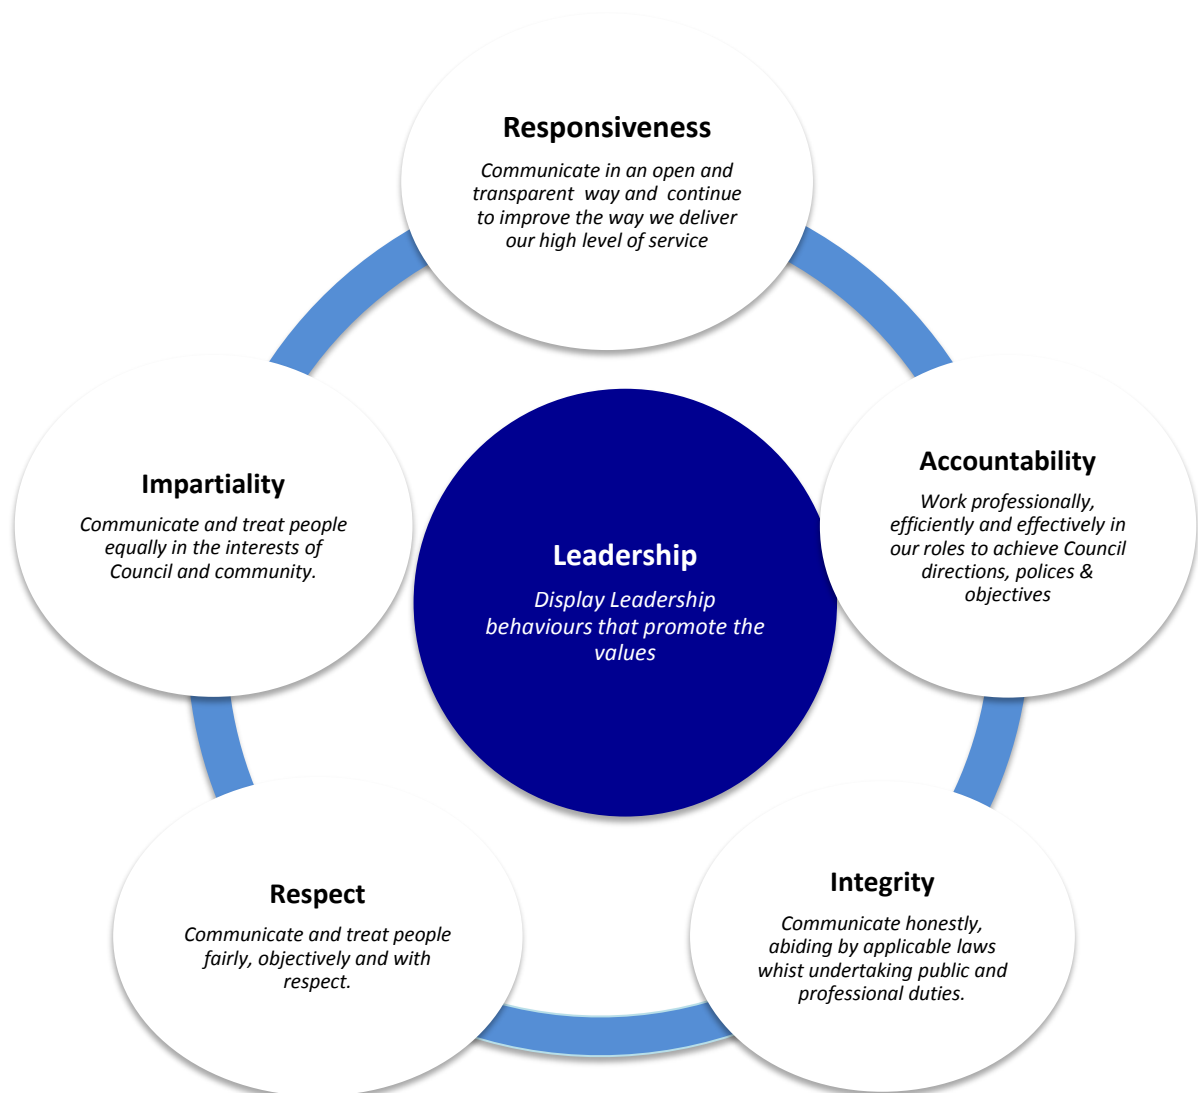 Responsiveness
Communicate in an open and
transparent way and continue
to improve the way we deliver
our high level of service
Impartiality
Communicate and treat people
equally in the interests of
Council and community.
Leadership
Display Leadership
behaviours that promote the
values
Accountability
Work professionally,
efficiently and effectively in
our roles to achieve Council
directions, polices &
objectives
Respect
Communicate and treat people
fairly, objectively and with
respect.
Integrity
Communicate honestly,
abiding by applicable laws
whist undertaking public and
professional duties.